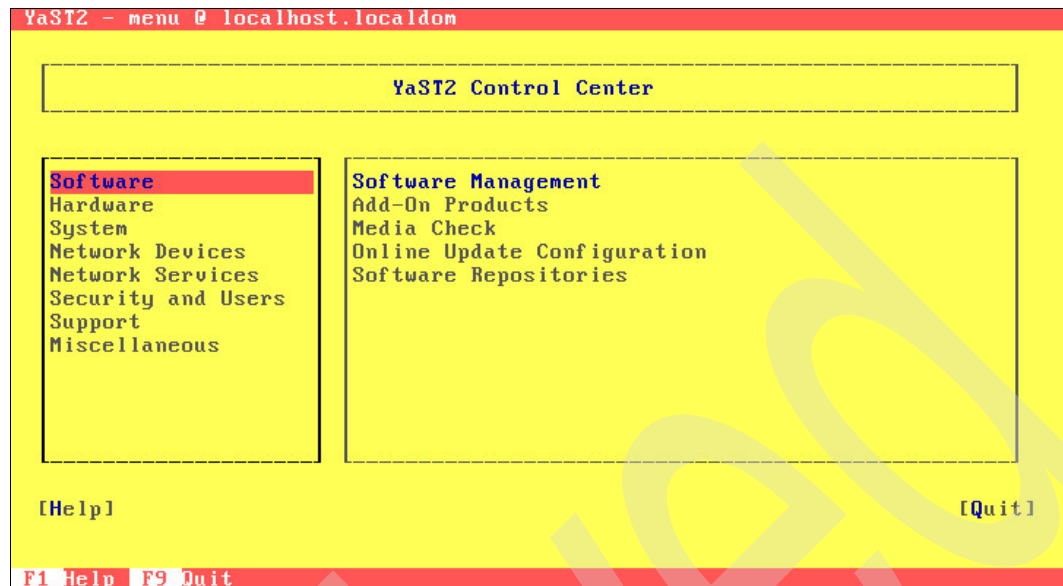 YaST2 - menu @ localhost.localdom
YaST2 Control Center
Software
Hardware
System
Network Devices
Network Services
Security and Users
Support
Miscellaneous
Software Management
Add-On Products
Media Check
Online Update Configuration
Software Repositories
[Help] [Quit]
F1 Help F9 Quit